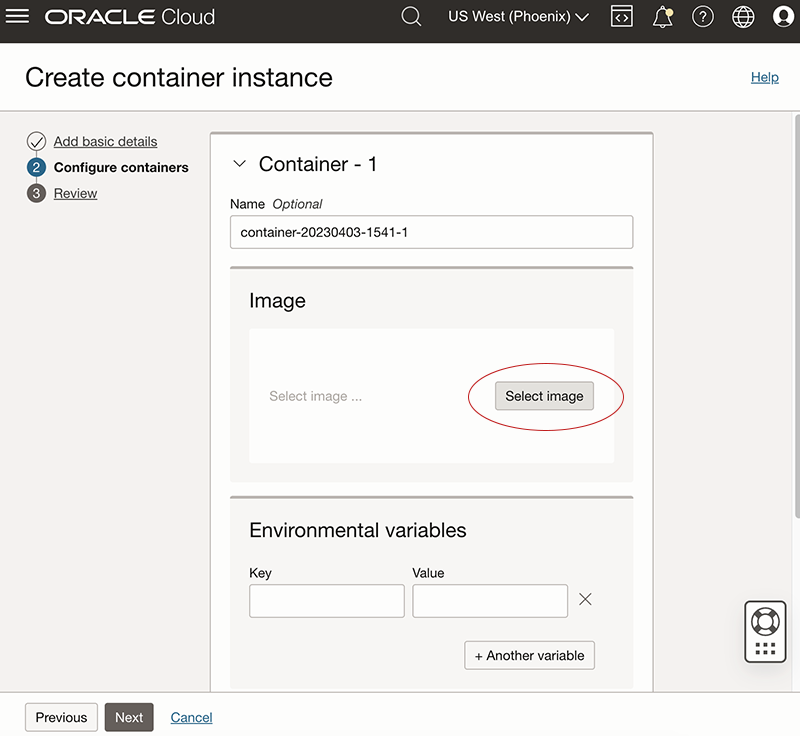 ORACLE Cloud
US West (Phoenix)
?
Create container instance
Help
Add basic details
2 Configure containers
3 Review
Container - 1
Name Optional
container-20230403-1541-1
Image
Select image ...
Select image
Environmental variables
Key Value
+ Another variable
Previous Next Cancel